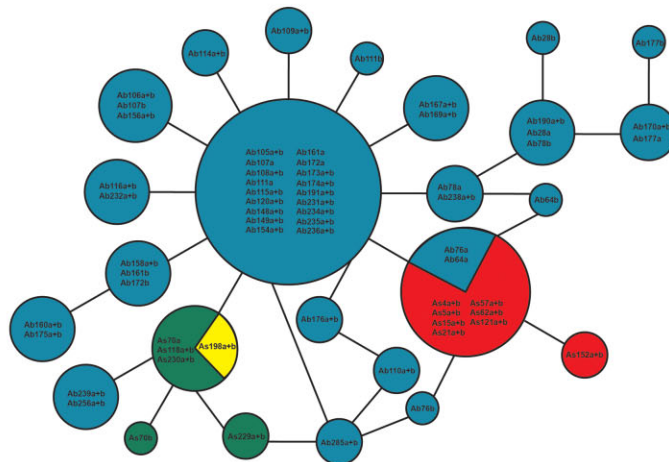 Ab109a+b
Ab114a+b
Ab111b
Ab28b
Ab177b
Ab106a+b
Ab107b
Ab156a+b
Ab167a+b
Ab169a+b
Ab190a+b
Ab28a
Ab78b
Ab170a+b
Ab177a
Ab105a+b Ab161a
Ab107a Ab172a
Ab108a+b Ab173a+b
Ab111a Ab174a+b
Ab115a+b Ab191a+b
Ab120a+b Ab231a+b
Ab148a+b Ab234a+b
Ab149a+b Ab235a+b
Ab154a+b Ab236a+b
Ab116a+b
Ab232a+b
Ab78a
Ab238a+b
Ab64b
Ab76a
Ab64a
Ab158a+b
Ab161b
Ab172b
As4a+b As57a+b
As5a+b As62a+b
As19a+b As121a+b
As21a+b
Ab160a+b
Ab175a+b
Ab176a+b
As70a
As118a+b
As230a+b
As198a+b
As152a+b
Ab110a+b
Ab239a+b
Ab256a+b
Ab76b
As70b
As229a+b
Ab285a+b